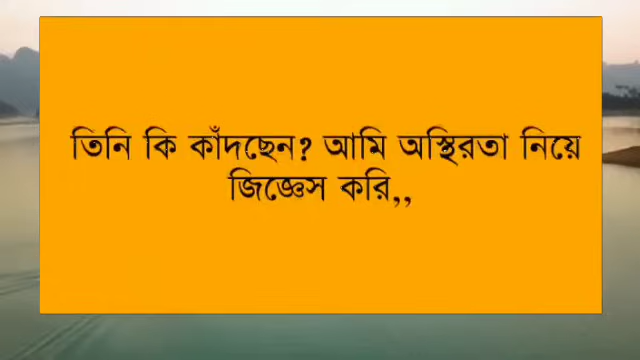 তিনি কি কাঁদছেন? আমি অস্থিরতা নিয়ে
জিজ্ঞেস করি,,